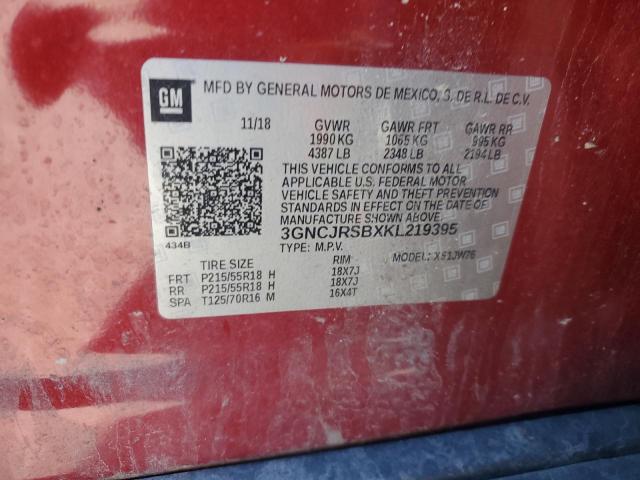 GM
MFD BY GENERAL MOTORS DE MEXICO, S. DE R.L. DE C.V.
11/18 GVWR GAWR FRT GAWR RR
1990 KG 1065 KG 995 KG
4387 LB 2348 LB 2194 LB
THIS VEHICLE CONFORMS TO ALL
APPLICABLE U.S. FEDERAL MOTOR
VEHICLE SAFETY AND THEFT PREVENTION
STANDARDS IN EFFECT ON THE DATE OF
MANUFACTURE SHOWN ABOVE.
3GNCJRSBXKL219395
434B
TYPE: M.P.V. MODEL:
TIRE SIZE RIM
FRT P215/55R18 H 18X7J
RR P215/55R18 H 18X7J
SPA T125/70R16 M 16X4T